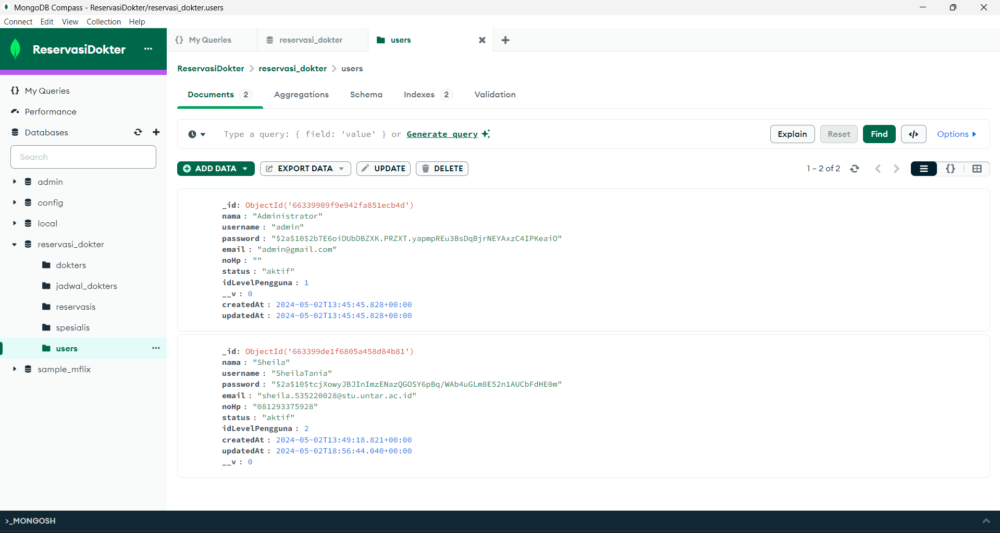 MongoDB Compass - ReservasiDokter/reservasi_dokter.users
Connect Edit View Collection Help
ReservasiDokter ...
{} My Queries
Performance
Databases
Search
admin
config
local
reservasi_dokter
dokters
jadwal_dokters
reservasis
spesialis
users ...
sample_mflix
{} My Queries
reservasi_dokter
users
ReservasiDokter > reservasi_dokter > users
Documents 2 Aggregations Schema Indexes 2 Validation
Type a query: { field: 'value' } or Generate query
Explain Reset Find </> Options
ADD DATA EXPORT DATA UPDATE DELETE
1 – 2 of 2
{}
_id: ObjectId('66339909f9e942fa851ecb4d')
nama : "Administrator"
username : "admin"
password : "$2a$10$2b7E6oiDUbDBZXK.PRZXT.yapmpREu3BsDqBjrNEYAxzC4IPKeaiO"
email : "admin@gmail.com"
noHp : ""
status : "aktif"
idLevelPengguna : 1
__v : 0
createdAt : 2024-05-02T13:45:45.828+00:00
updatedAt : 2024-05-02T13:45:45.828+00:00
_id: ObjectId('663399de1f6805a458d84b81')
nama : "Sheila"
username : "SheilaTania"
password : "$2a$10$tcjXowyJBJInImzENazQGOSY6pBq/WAb4uGLm8E52n1AUCbFdHE0m"
email : "sheila.535220028@stu.untar.ac.id"
noHp : "081293375928"
status : "aktif"
idLevelPengguna : 2
createdAt : 2024-05-02T13:49:18.821+00:00
updatedAt : 2024-05-02T18:56:44.040+00:00
__v : 0
>_MONGOSH